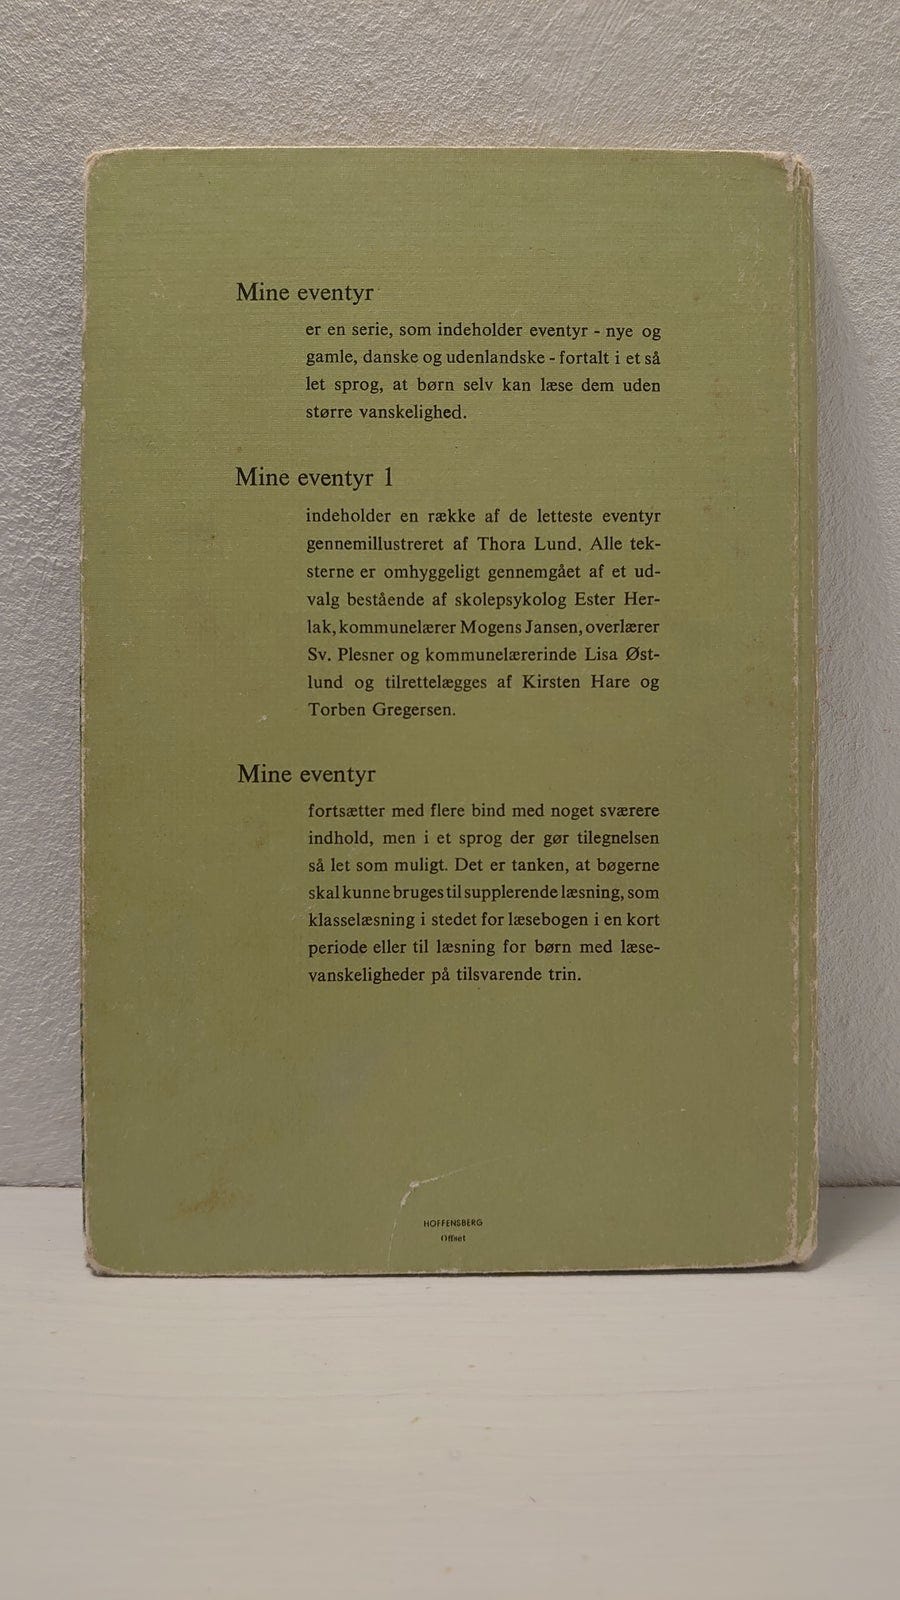 Mine eventyr
er en serie, som indeholder eventyr - nye og
gamle, danske og udenlandske - fortalt i et så
let sprog, at børn selv kan læse dem uden
større vanskelighed.
Mine eventyr 1
indeholder en række af de letteste eventyr
gennemillustreret af Thora Lund. Alle tek-
sterne er omhyggeligt gennemgået af et ud-
valg bestående af skolepsykolog Ester Her-
lak, kommunelærer Mogens Jansen, overlærer
Sv. Plesner og kommunelærerinde Lisa Øst-
lund og tilrettelægges af Kirsten Hare og
Torben Gregersen.
Mine eventyr
fortsætter med flere bind med noget sværere
indhold, men i et sprog der gør tilegnelsen
så let som muligt. Det er tanken, at bøgerne
skal kunne bruges til supplerende læsning, som
klasselæsning i stedet for læsebogen i en kort
periode eller til læsning for børn med læse-
vanskeligheder på tilsvarende trin.
HOFFENSBERG
Offset